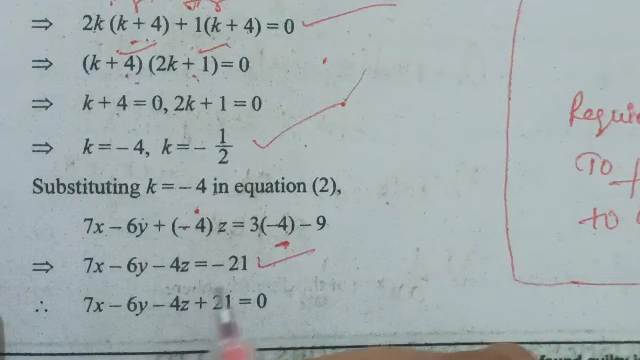 ⇒ 2k (k + 4) + 1(k + 4) = 0
⇒ (k + 4) (2k + 1) = 0
⇒ k + 4 = 0, 2k + 1 = 0
⇒ k = – 4, k = – 1/2
Substituting k = – 4 in equation (2),
7x – 6y + (– 4) z = 3(–4) – 9
⇒ 7x – 6y – 4z = – 21
∴ 7x – 6y – 4z + 21 = 0
To
to